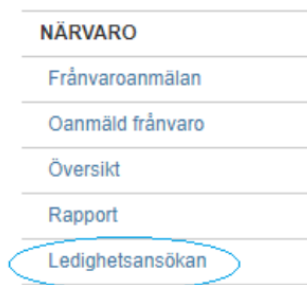 NÄRVARO
Frånvaroanmälan
Oanmäld frånvaro
Översikt
Rapport
Ledighetsansökan